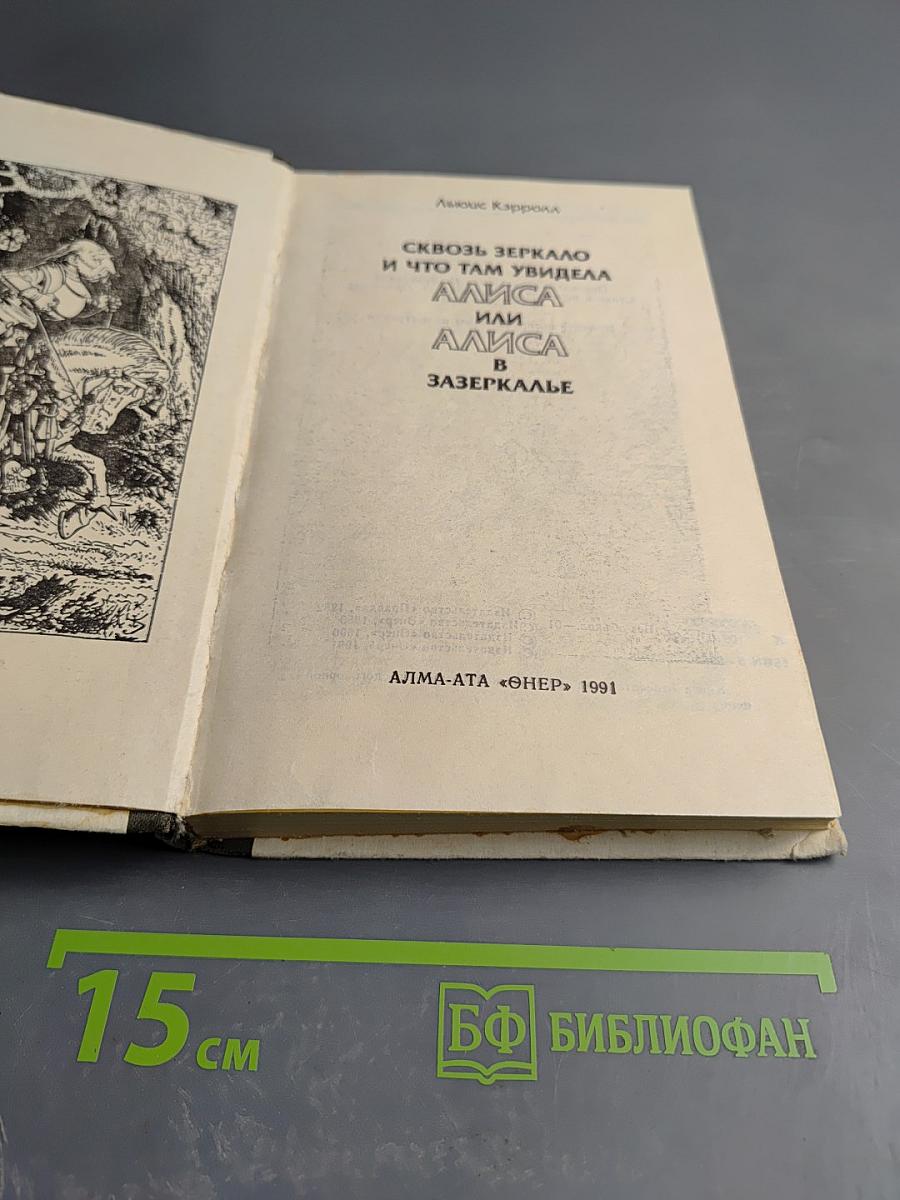 Льюис Кэрролл
СКВОЗЬ ЗЕРКАЛО
И ЧТО ТАМ УВИДЕЛА
АЛИСА
ИЛИ
АЛИСА
В
ЗАЗЕРКАЛЬЕ
АЛМА-АТА «ӨНЕР» 1991
15 см
БФ БИБЛИОФАН